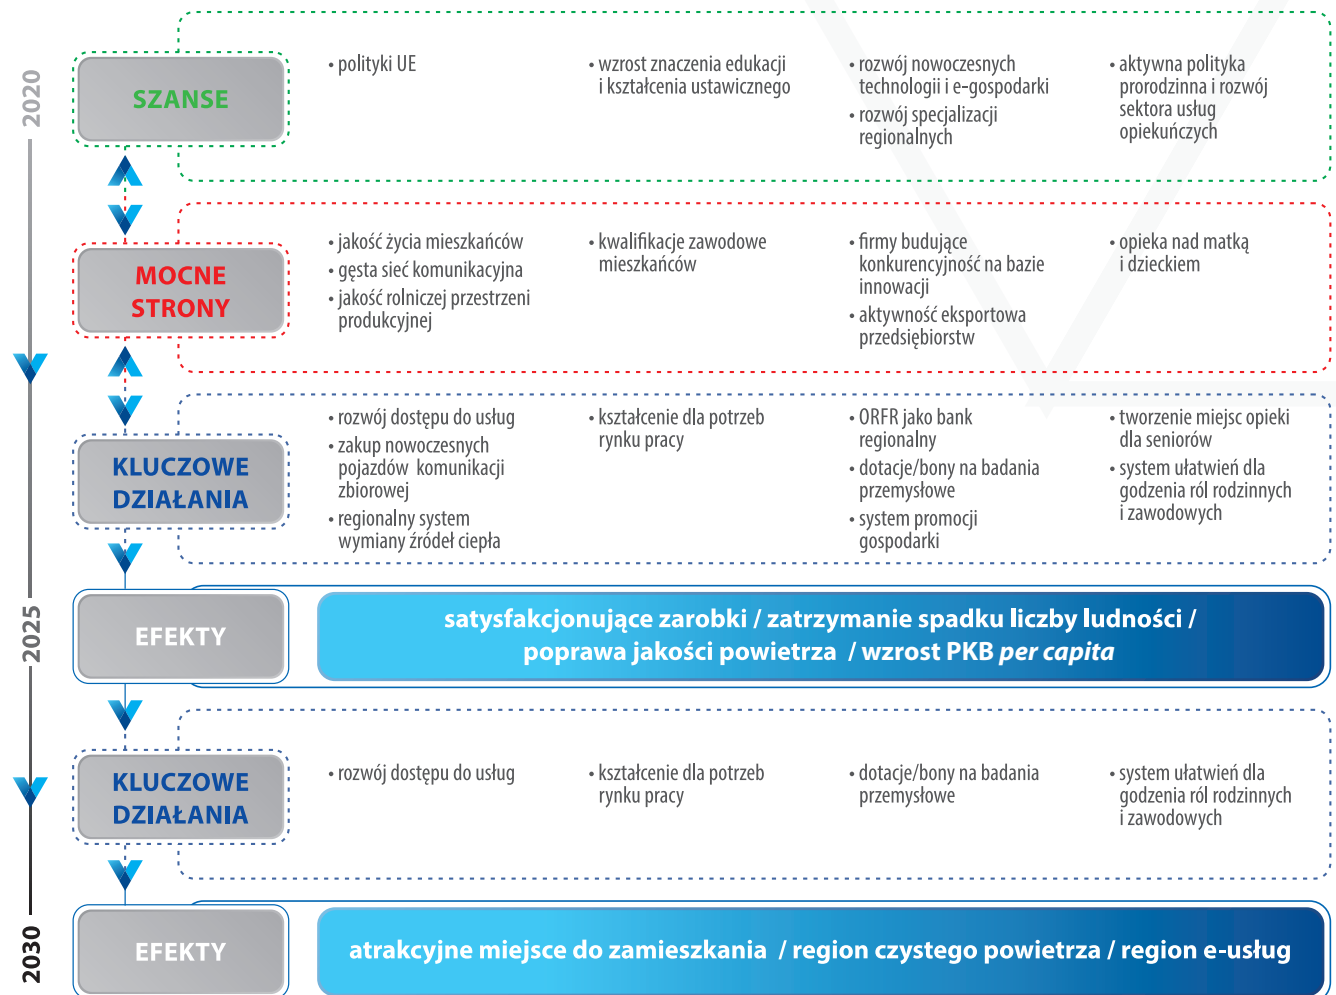 2020
SZANSE
• polityki UE
• wzrost znaczenia edukacji
i kształcenia ustawicznego
• rozwój nowoczesnych
technologii i e-gospodarki
• rozwój specjalizacji
regionalnych
• aktywna polityka
prorodzinna i rozwój
sektora usług
opiekuńczych
MOCNE
STRONY
• jakość życia mieszkańców
• gęsta sieć komunikacyjna
• jakość rolniczej przestrzeni
produkcyjnej
• kwalifikacje zawodowe
mieszkańców
• firmy budujące
konkurencyjność na bazie
innowacji
• aktywność eksportowa
przedsiębiorstw
• opieka nad matką
i dzieckiem
KLUCZOWE
DZIAŁANIA
• rozwój dostępu do usług
• zakup nowoczesnych
pojazdów komunikacji
zbiorowej
• regionalny system
wymiany źródeł ciepła
• kształcenie dla potrzeb
rynku pracy
• ORFR jako bank
regionalny
• dotacje/bony na badania
przemysłowe
• system promocji
gospodarki
• tworzenie miejsc opieki
dla seniorów
• system ułatwień dla
godzenia ról rodzinnych
i zawodowych
2025
EFEKTY
satysfakcjonujące zarobki / zatrzymanie spadku liczby ludności /
poprawa jakości powietrza / wzrost PKB per capita
KLUCZOWE
DZIAŁANIA
• rozwój dostępu do usług
• kształcenie dla potrzeb
rynku pracy
• dotacje/bony na badania
przemysłowe
• system ułatwień dla
godzenia ról rodzinnych
i zawodowych
2030
EFEKTY
atrakcyjne miejsce do zamieszkania / region czystego powietrza / region e-usług